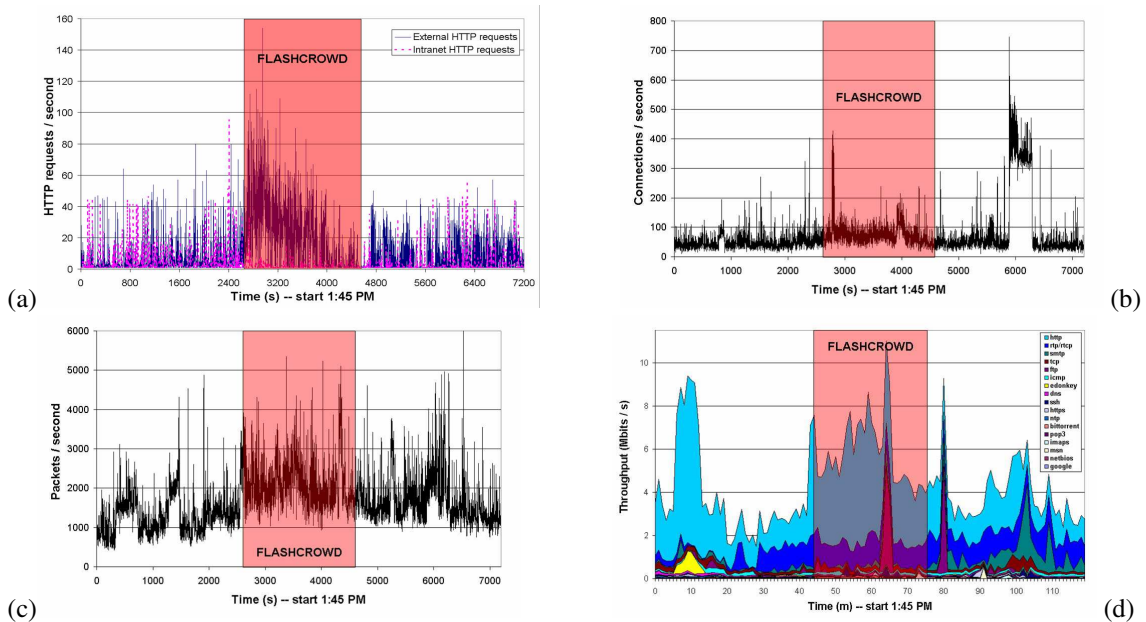 160
140
120
100
80
60
40
20
0
HTTP requests / second
External HTTP requests
Intranet HTTP requests
FLASHCROWD
0 800 1600 2400 3200 4000 4800 5600 6400 7200
Time (s) -- start 1:45 PM
(a)
800
700
600
500
400
300
200
100
0
Connections / second
FLASHCROWD
0 1000 2000 3000 4000 5000 6000 7000
Time (s) -- start 1:45 PM
(b)
6000
5000
4000
3000
2000
1000
0
Packets / second
FLASHCROWD
0 1000 2000 3000 4000 5000 6000 7000
Time (s) -- start 1:45 PM
(c)
10
8
6
4
2
0
Throughput (Mbits / s)
FLASHCROWD
http
rtp/rtcp
smtp
tcp
ftp
icmp
edonkey
dns
ssh
https
ntp
bittorrent
pop3
imaps
msn
netbios
google
0 10 20 30 40 50 60 70 80 90 100 110
Time (m) -- start 1:45 PM
(d)